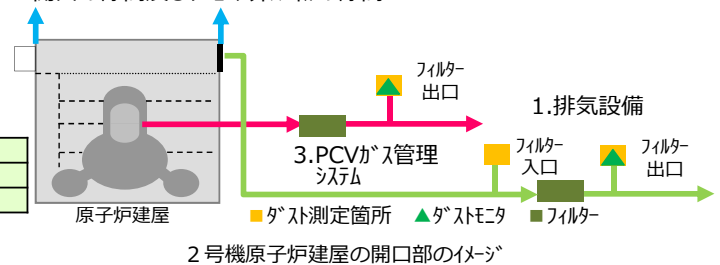 フィルター
出口
1.排気設備
3.PCVガス管理
システム
フィルター
入口
フィルター
出口
原子炉建屋
■ダスト測定箇所 ▲ダストモニタ ■フィルター
2号機原子炉建屋の開口部のイメージ